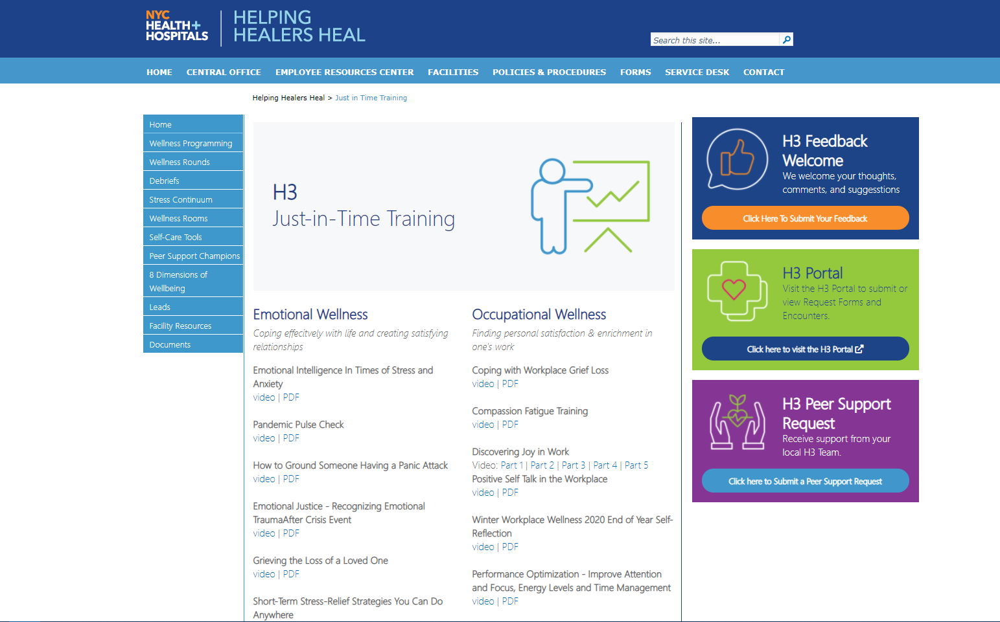 NYC
HEALTH+
HOSPITALS
HELPING
HEALERS HEAL
Search this site...
HOME
CENTRAL OFFICE
EMPLOYEE RESOURCES CENTER
FACILITIES
POLICIES & PROCEDURES
FORMS
SERVICE DESK
CONTACT
Helping Healers Heal > Just in Time Training
Home
Wellness Programming
Wellness Rounds
Debriefs
Stress Continuum
Wellness Rooms
Self-Care Tools
Peer Support Champions
8 Dimensions of
Wellbeing
Leads
Facility Resources
Documents
H3
Just-in-Time Training
Emotional Wellness
Coping effecitvely with life and creating satisfying
relationships
Emotional Intelligence In Times of Stress and
Anxiety
video | PDF
Pandemic Pulse Check
video | PDF
How to Ground Someone Having a Panic Attack
video | PDF
Emotional Justice - Recognizing Emotional
TraumaAfter Crisis Event
video | PDF
Grieving the Loss of a Loved One
video | PDF
Short-Term Stress-Relief Strategies You Can Do
Anywhere
Occupational Wellness
Finding personal satisfaction & enrichment in
one's work
Coping with Workplace Grief Loss
video | PDF
Compassion Fatigue Training
video | PDF
Discovering Joy in Work
Video: Part 1 | Part 2 | Part 3 | Part 4 | Part 5
Positive Self Talk in the Workplace
video | PDF
Winter Workplace Wellness 2020 End of Year Self-
Reflection
video | PDF
Performance Optimization - Improve Attention
and Focus, Energy Levels and Time Management
video | PDF
H3 Feedback
Welcome
We welcome your thoughts,
comments, and suggesstions
Click Here To Submit Your Feedback
H3 Portal
Visit the H3 Portal to submit or
view Request Forms and
Encounters.
Click here to visit the H3 Portal
H3 Peer Support
Request
Receive support from your
local H3 Team.
Click here to Submit a Peer Support Request